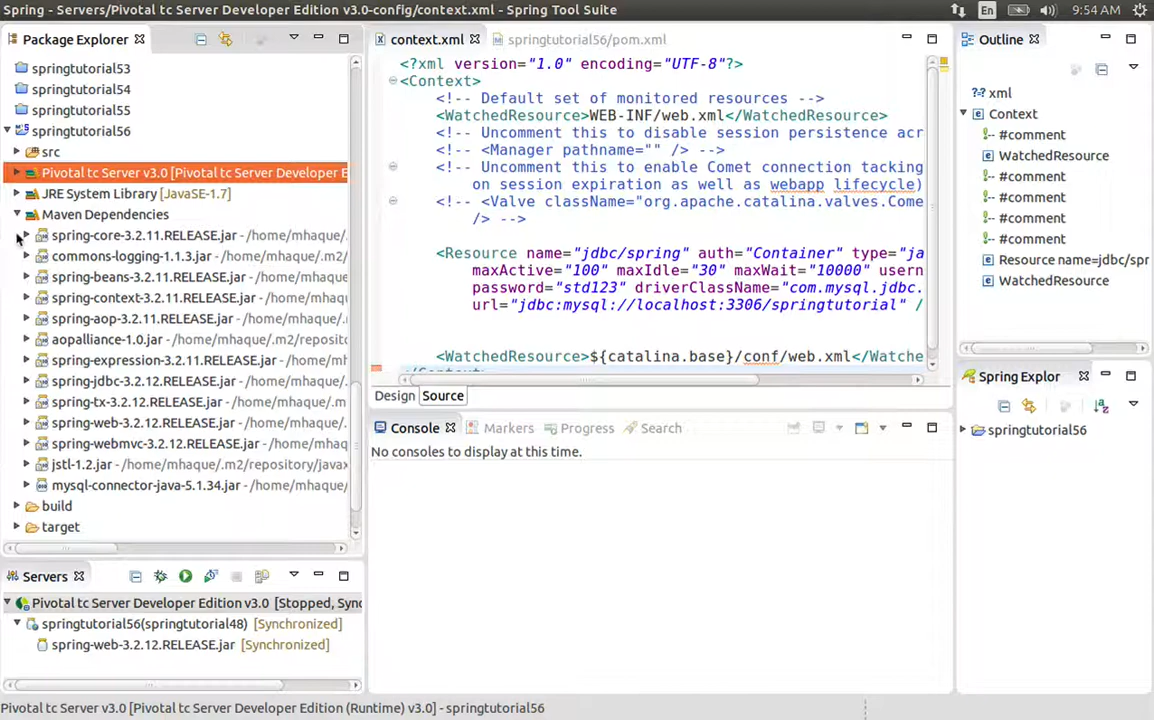 Spring - Servers/Pivotal tc Server Developer Edition v3.0-config/context.xml - Spring Tool Suite
En
9:54 AM
Package Explorer
springtutorial53
springtutorial54
springtutorial55
springtutorial56
src
Pivotal tc Server v3.0 [Pivotal tc Server Developer E
JRE System Library [JavaSE-1.7]
Maven Dependencies
spring-core-3.2.11.RELEASE.jar - /home/mhaque/.
commons-logging-1.1.3.jar - /home/mhaque/.m2/
spring-beans-3.2.11.RELEASE.jar - /home/mhaque/
spring-context-3.2.11.RELEASE.jar - /home/mhaqu
spring-aop-3.2.11.RELEASE.jar - /home/mhaque/.m
aopalliance-1.0.jar - /home/mhaque/.m2/reposito
spring-expression-3.2.11.RELEASE.jar - /home/mha
spring-jdbc-3.2.12.RELEASE.jar - /home/mhaque/.
spring-tx-3.2.12.RELEASE.jar - /home/mhaque/.m
spring-web-3.2.12.RELEASE.jar - /home/mhaque/.
spring-webmvc-3.2.12.RELEASE.jar - /home/mhaqu
jstl-1.2.jar - /home/mhaque/.m2/repository/javax
mysql-connector-java-5.1.34.jar - /home/mhaque/
build
target
Servers
Pivotal tc Server Developer Edition v3.0 [Stopped, Sync
springtutorial56(springtutorial48) [Synchronized]
spring-web-3.2.12.RELEASE.jar [Synchronized]
context.xml
springtutorial56/pom.xml
<?xml version="1.0" encoding="UTF-8"?>
<Context>
<!-- Default set of monitored resources -->
<WatchedResource>WEB-INF/web.xml</WatchedResource>
<!-- Uncomment this to disable session persistence acr
<!-- <Manager pathname="" /> -->
<!-- Uncomment this to enable Comet connection tacking
on session expiration as well as webapp lifecycle)
<!-- <Valve className="org.apache.catalina.valves.Come
/> -->
<Resource name="jdbc/spring" auth="Container" type="ja
maxActive="100" maxIdle="30" maxWait="10000" usern
password="std123" driverClassName="com.mysql.jdbc.
url="jdbc:mysql://localhost:3306/springtutorial" /
<WatchedResource>${catalina.base}/conf/web.xml</Watche
</Context>
Design
Source
Console
Markers
Progress
Search
No consoles to display at this time.
Outline
xml
Context
#comment
WatchedResource
#comment
#comment
#comment
#comment
Resource name=jdbc/spr
WatchedResource
Spring Explor
springtutorial56
Pivotal tc Server v3.0 [Pivotal tc Server Developer Edition (Runtime) v3.0] - springtutorial56